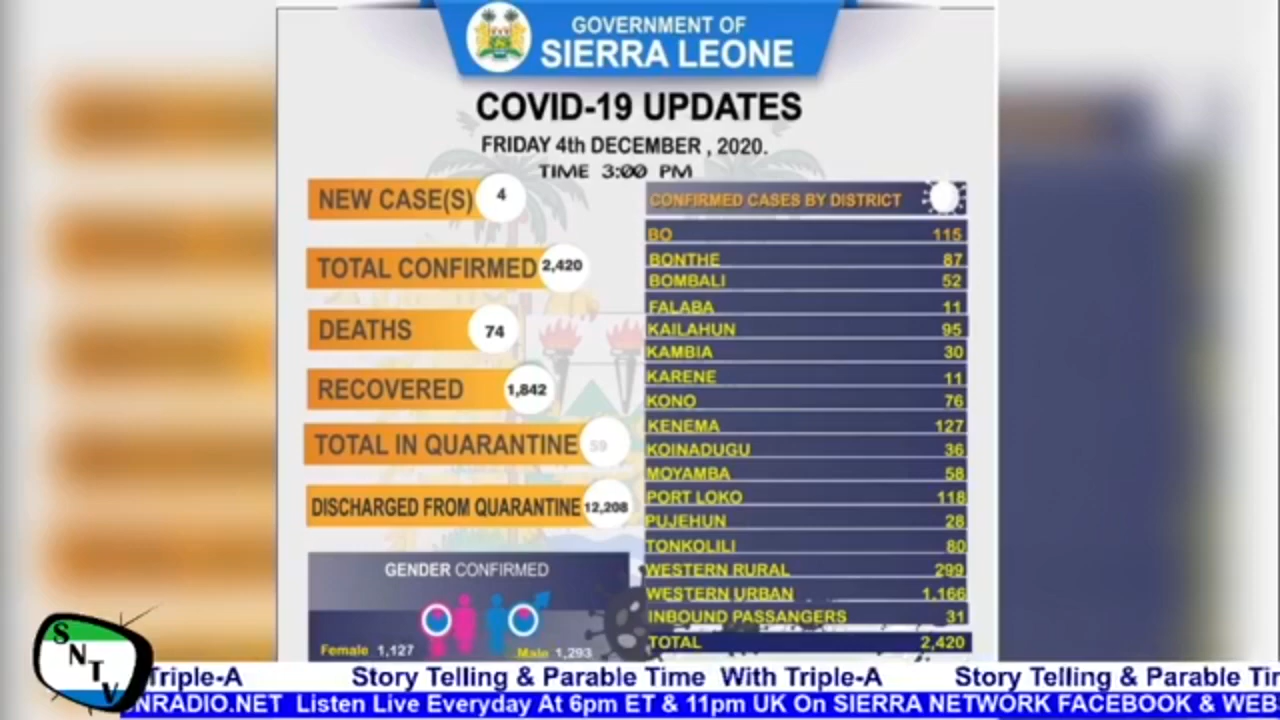 GOVERNMENT OF
SIERRA LEONE
COVID-19 UPDATES
FRIDAY 4th DECEMBER , 2020.
TIME 3:00 PM
NEW CASE(S) 4
TOTAL CONFIRMED 2,420
DEATHS 74
RECOVERED 1,842
TOTAL IN QUARANTINE 59
DISCHARGED FROM QUARANTINE 12,208
GENDER CONFIRMED
Female 1,127 Male 1,293
CONFIRMED CASES BY DISTRICT
BO 115
BONTHE 87
BOMBALI 52
FALABA 11
KAILAHUN 95
KAMBIA 30
KARENE 11
KONO 76
KENEMA 127
KOINADUGU 36
MOYAMBA 58
PORT LOKO 118
PUJEHUN 28
TONKOLILI 80
WESTERN RURAL 299
WESTERN URBAN 1,166
INBOUND PASSANGERS 31
TOTAL 2,420
SNTV
Triple-A Story Telling & Parable Time With Triple-A Story Telling & Parable Tir
NRADIO.NET Listen Live Everyday At 6pm ET & 11pm UK On SIERRA NETWORK FACEBOOK & WEB